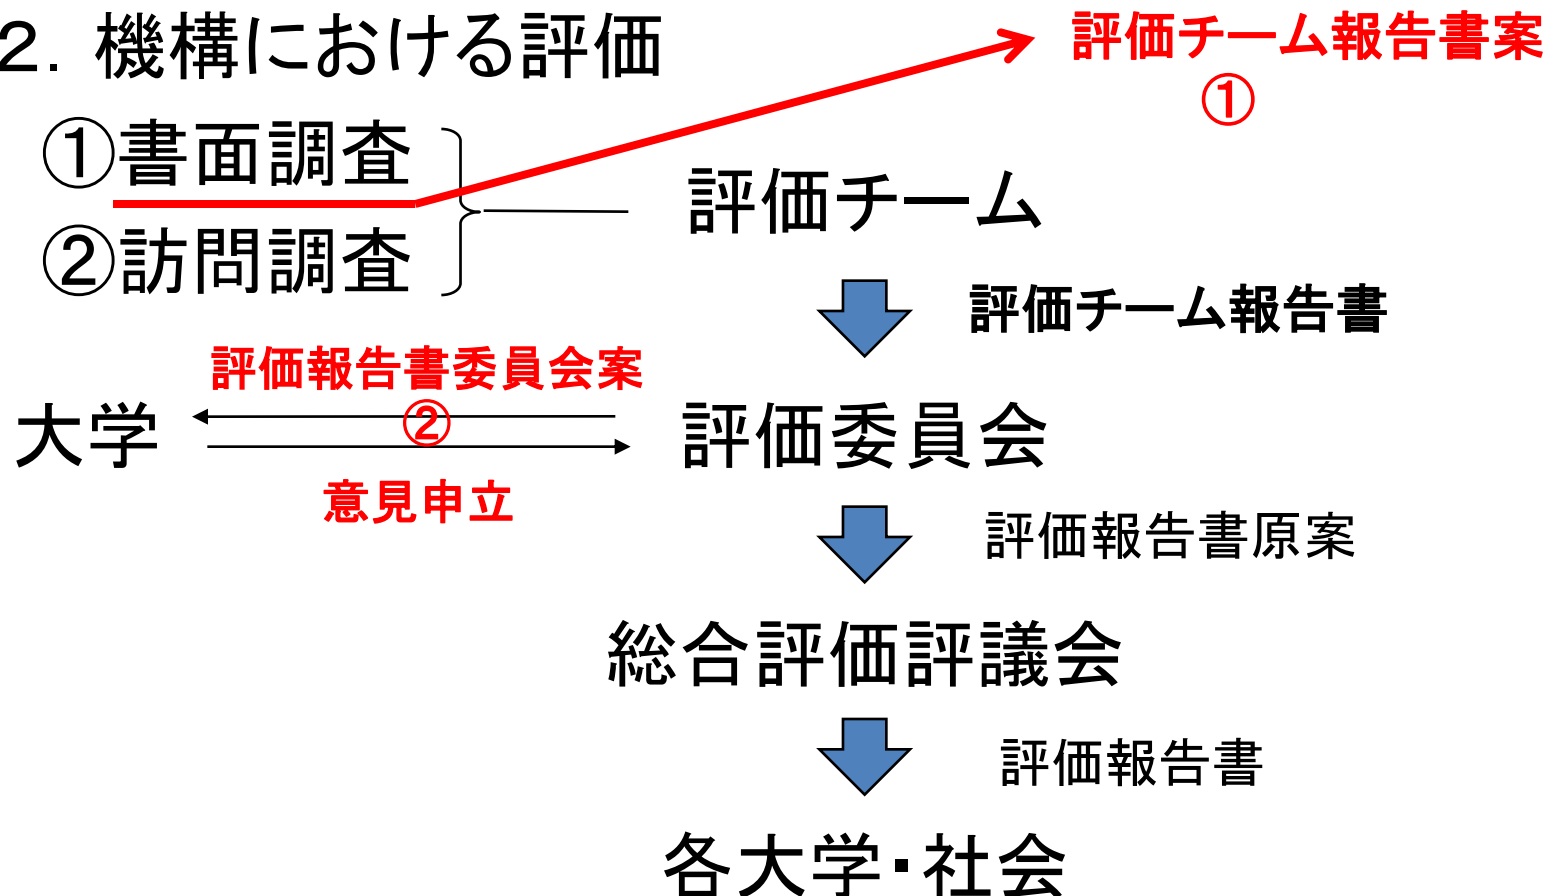 ２．機構における評価
評価チーム報告書案
①
①書面調査
評価チーム
②訪問調査
評価チーム報告書
評価報告書委員会案
②
大学
評価委員会
意見申立
評価報告書原案
総合評価評議会
評価報告書
各大学・社会